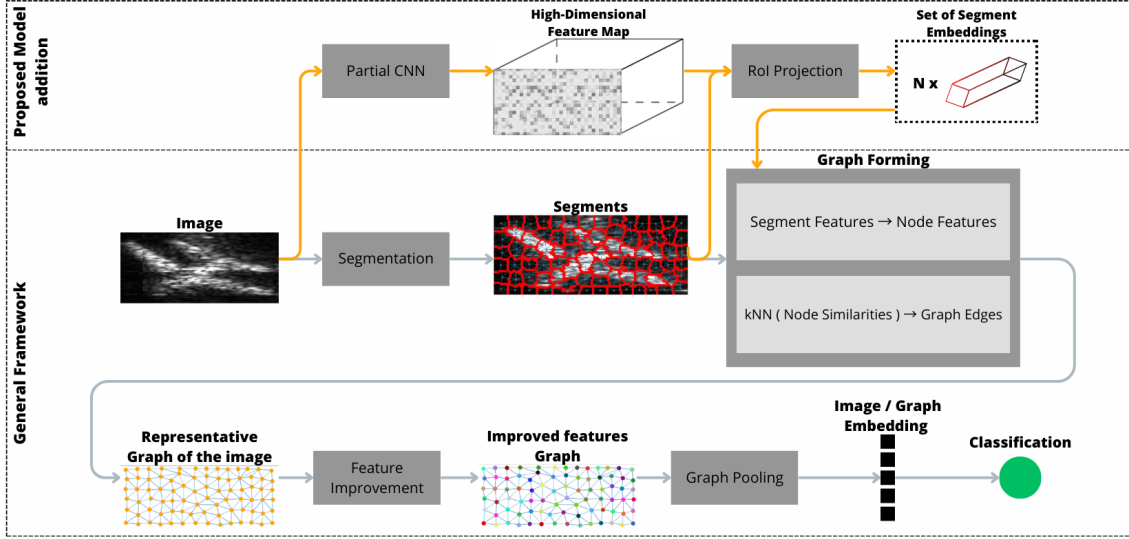 Proposed Model
addition
High-Dimensional
Feature Map
Set of Segment
Embeddings
Partial CNN
RoI Projection
N x
General Framework
Graph Forming
Image
Segments
Segmentation
Segment Features → Node Features
kNN ( Node Similarities ) → Graph Edges
Representative
Graph of the image
Feature
Improvement
Improved features
Graph
Graph Pooling
Image / Graph
Embedding
Classification